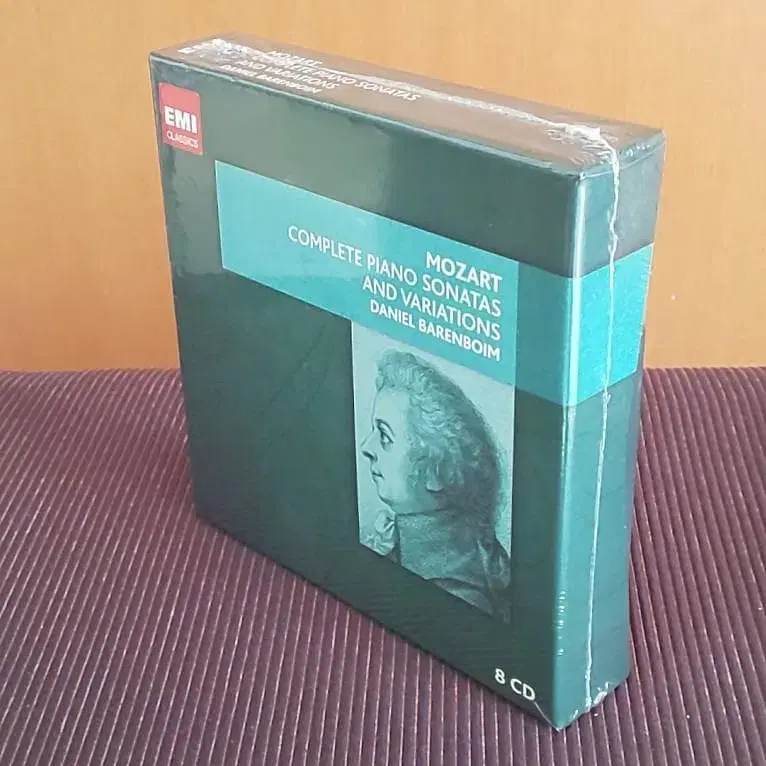 MOZART
COMPLETE PIANO SONATAS
AND VARIATIONS
DANIEL BARENBOIM
EMI
CLASSICS
MOZART
COMPLETE PIANO SONATAS
AND VARIATIONS
DANIEL BARENBOIM
8 CD